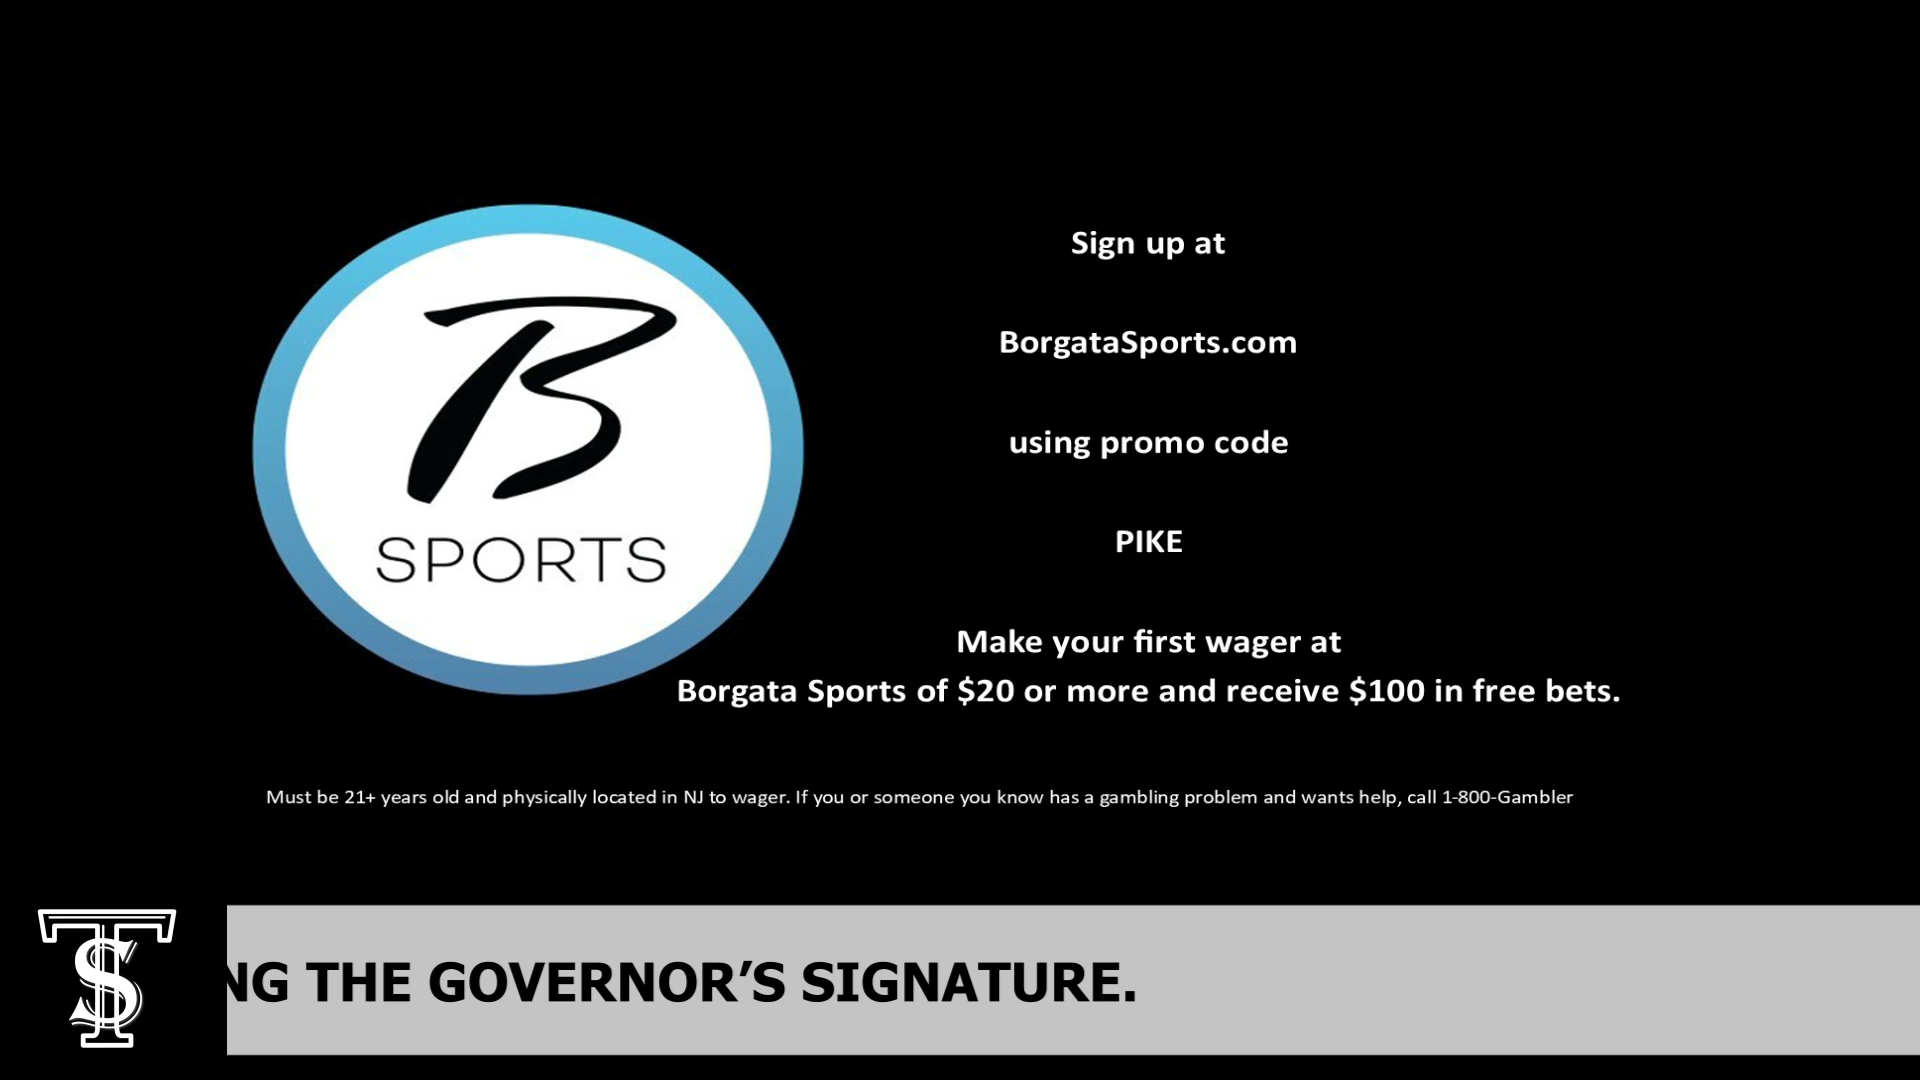 B
SPORTS
Sign up at
BorgataSports.com
using promo code
PIKE
Make your first wager at
Borgata Sports of $20 or more and receive $100 in free bets.
Must be 21+ years old and physically located in NJ to wager. If you or someone you know has a gambling problem and wants help, call 1-800-Gambler
TS
NG THE GOVERNOR’S SIGNATURE.